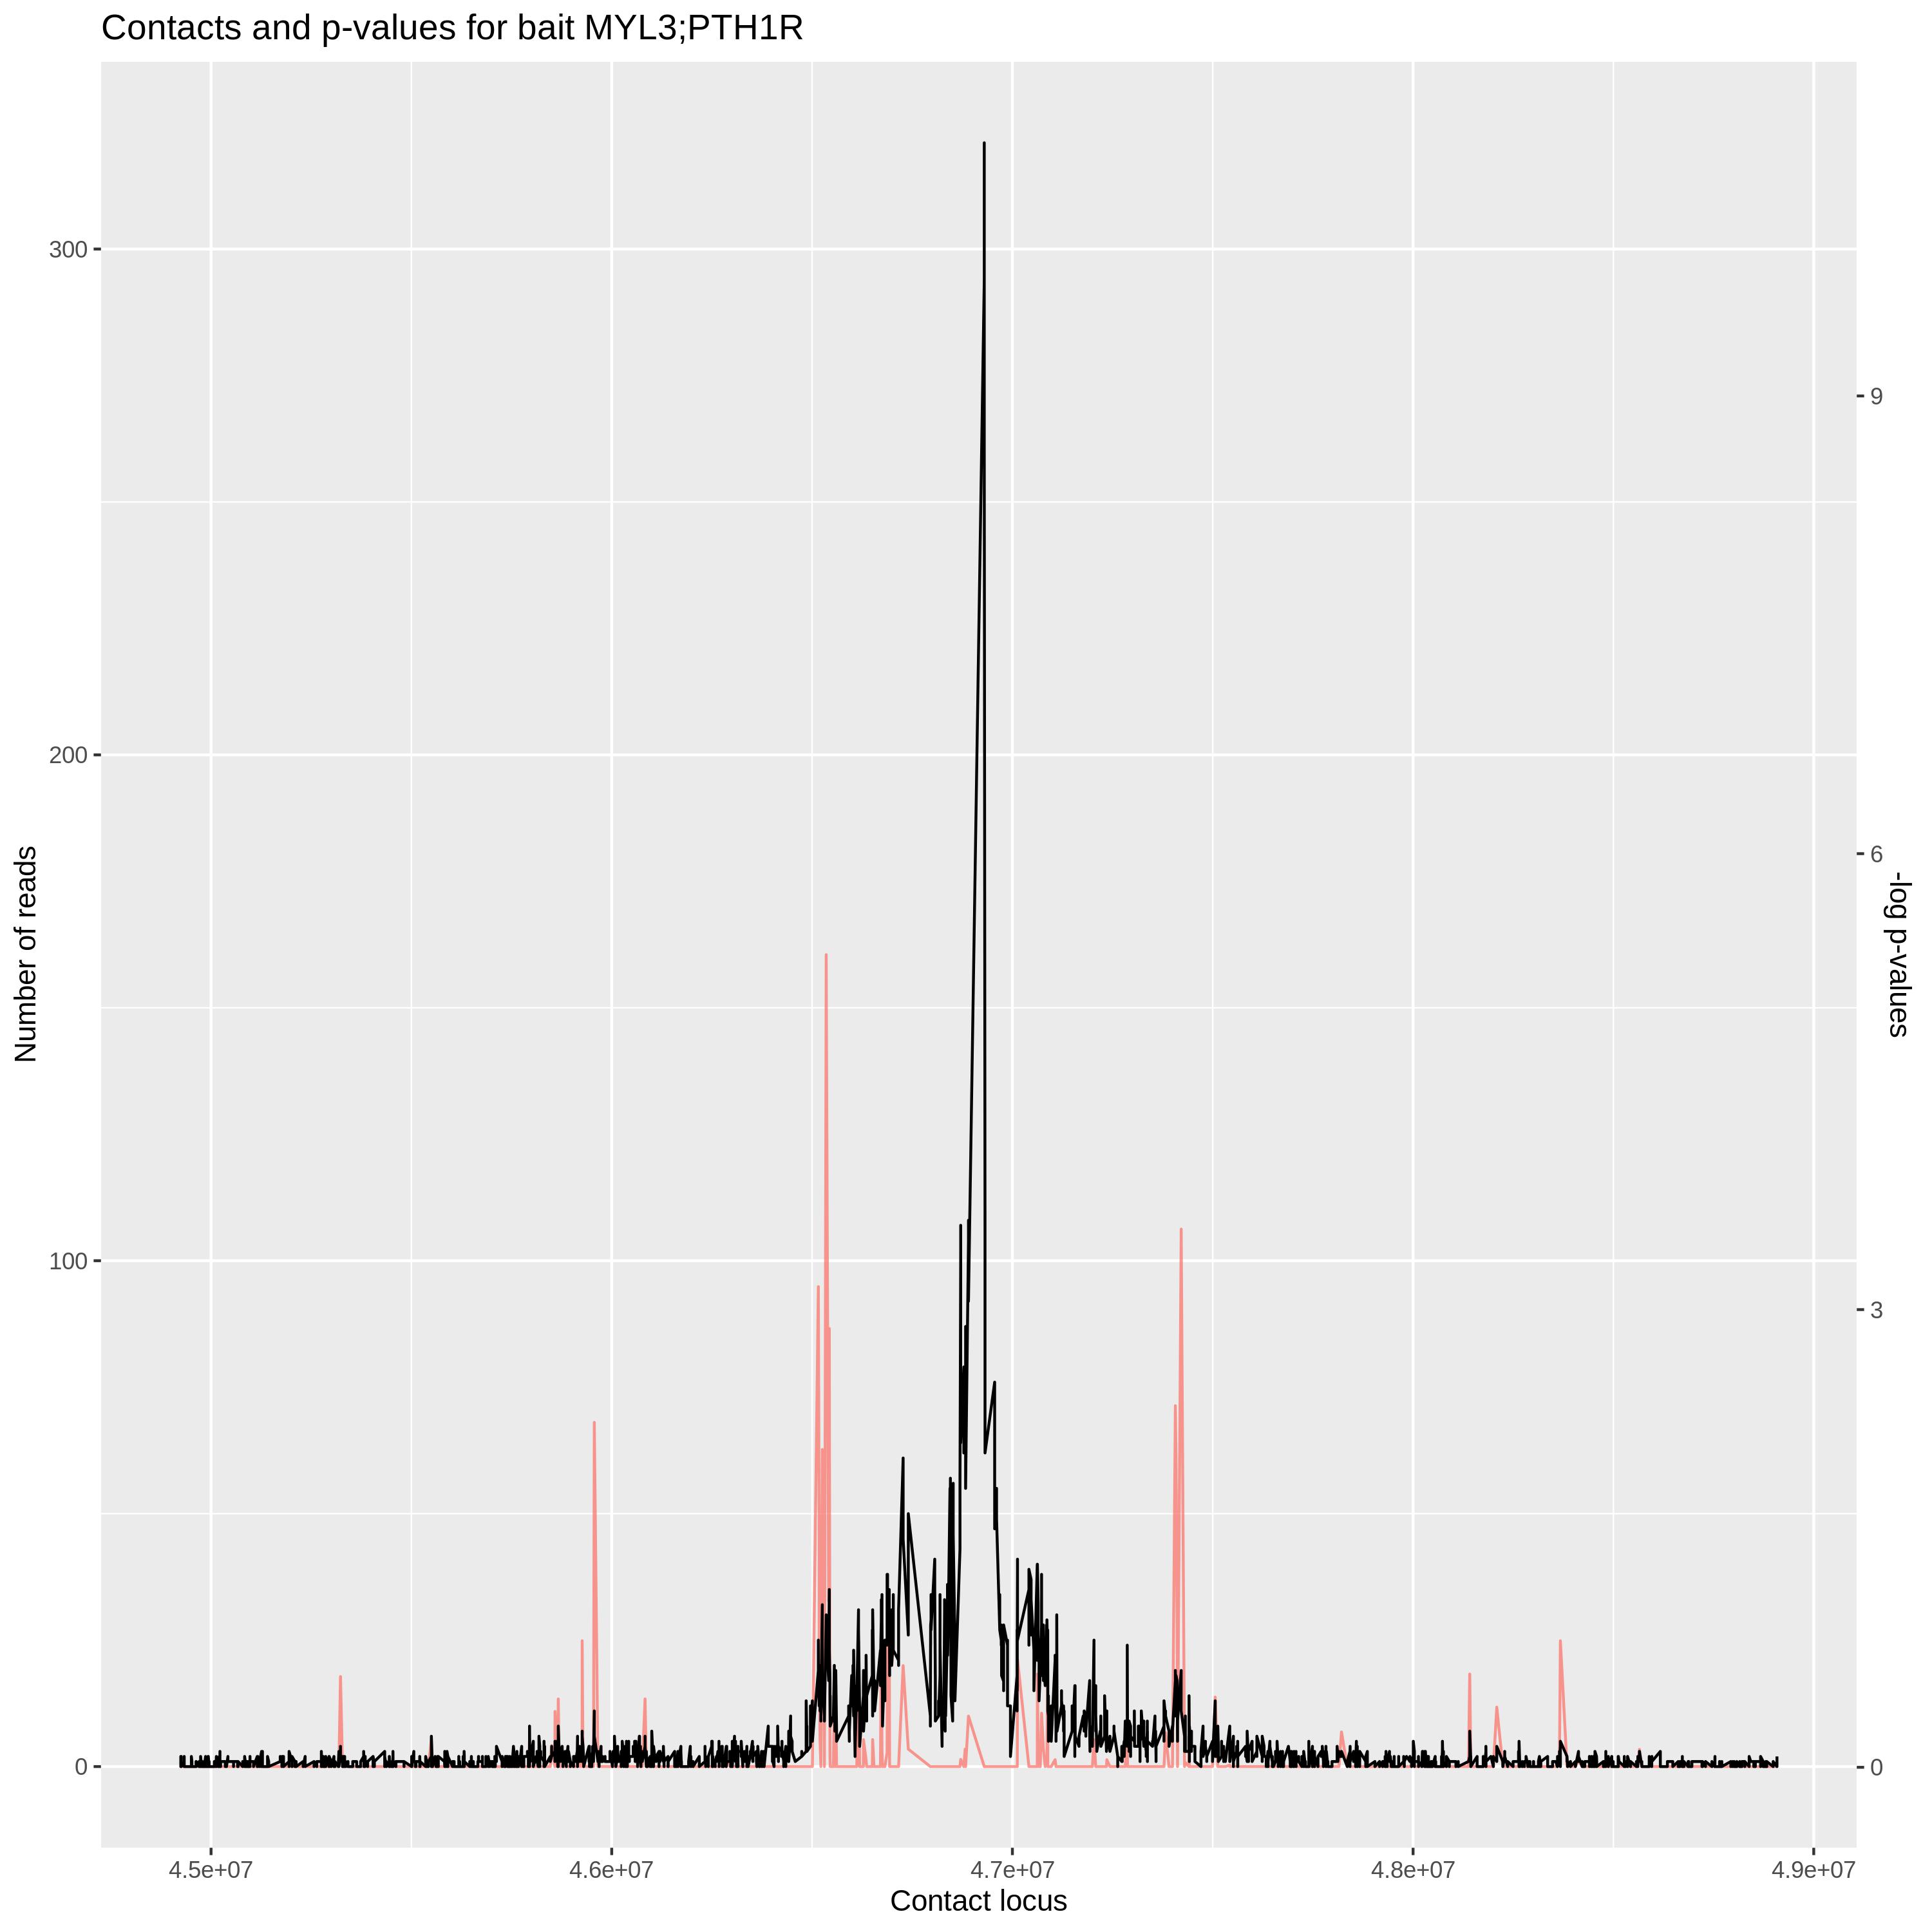 Contacts and p-values for bait MYL3;PTH1R
300
200
100
0
Number of reads
9
6
3
0
-log p-values
4.5e+07
4.6e+07
4.7e+07
4.8e+07
4.9e+07
Contact locus